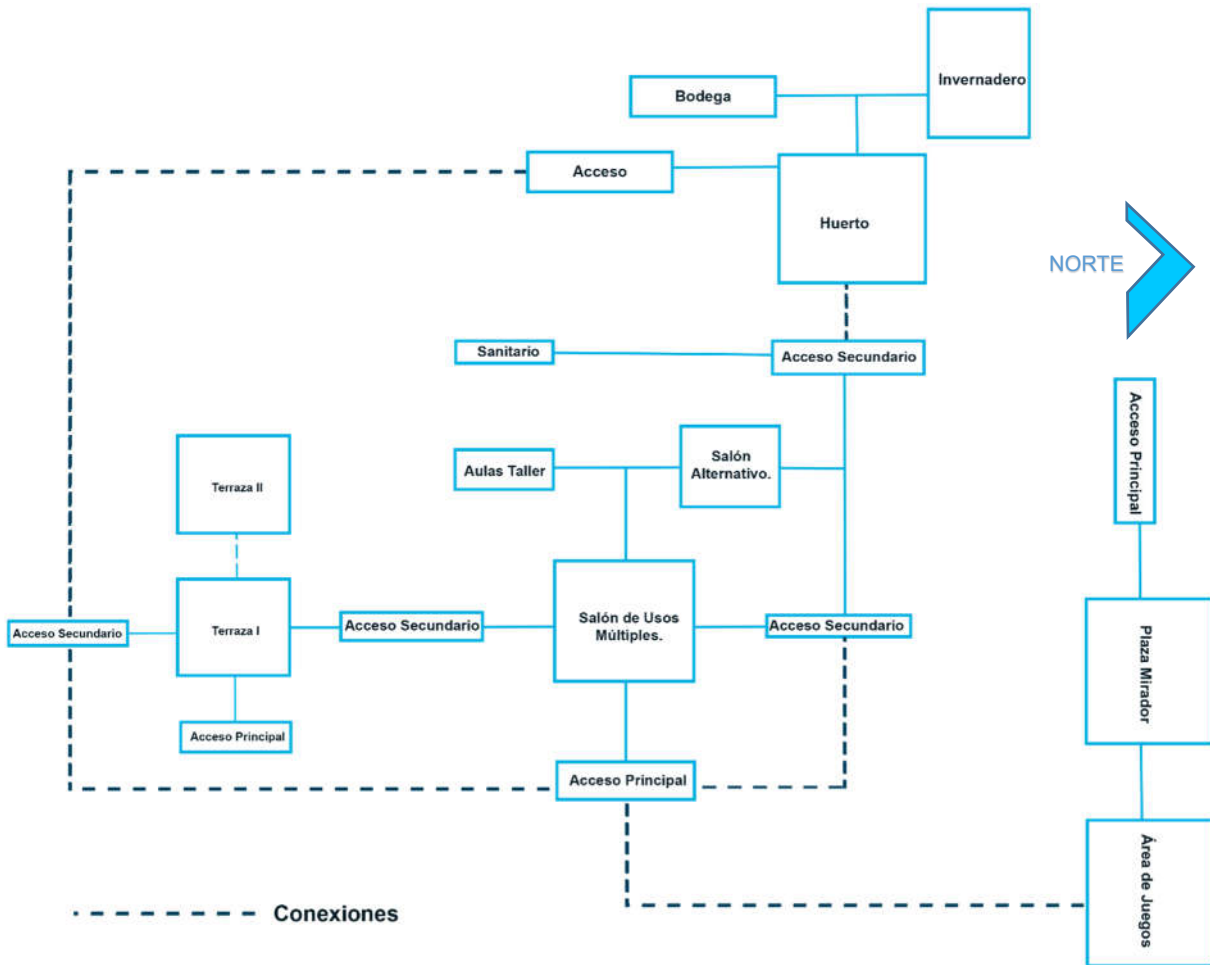 Invernadero
Bodega
Acceso
Huerto
NORTE
Sanitario
Acceso Secundario
Acceso Principal
Salón
Alternativo.
Aulas Taller
Terraza II
Salón de Usos
Múltiples.
Acceso Secundario
Acceso Secundario
Terraza I
Acceso Secundario
Plaza Mirador
Acceso Principal
Acceso Principal
Área de Juegos
Conexiones